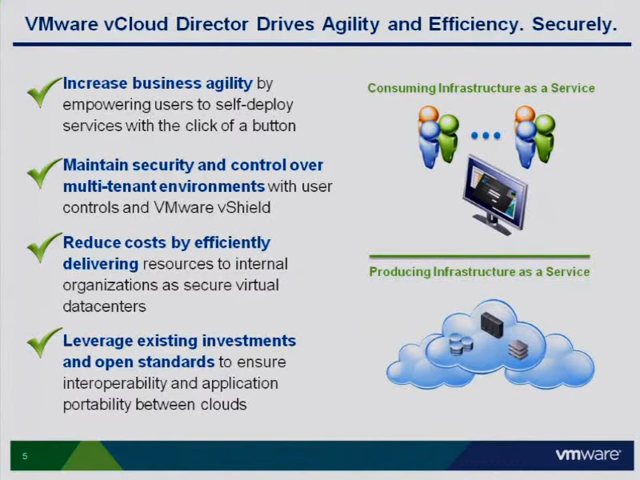 VMware vCloud Director Drives Agility and Efficiency. Securely.
Increase business agility by
empowering users to self-deploy
services with the click of a button
Maintain security and control over
multi-tenant environments with user
controls and VMware vShield
Reduce costs by efficiently
delivering resources to internal
organizations as secure virtual
datacenters
Leverage existing investments
and open standards to ensure
interoperability and application
portability between clouds
Consuming Infrastructure as a Service
Producing Infrastructure as a Service
5
vmware®